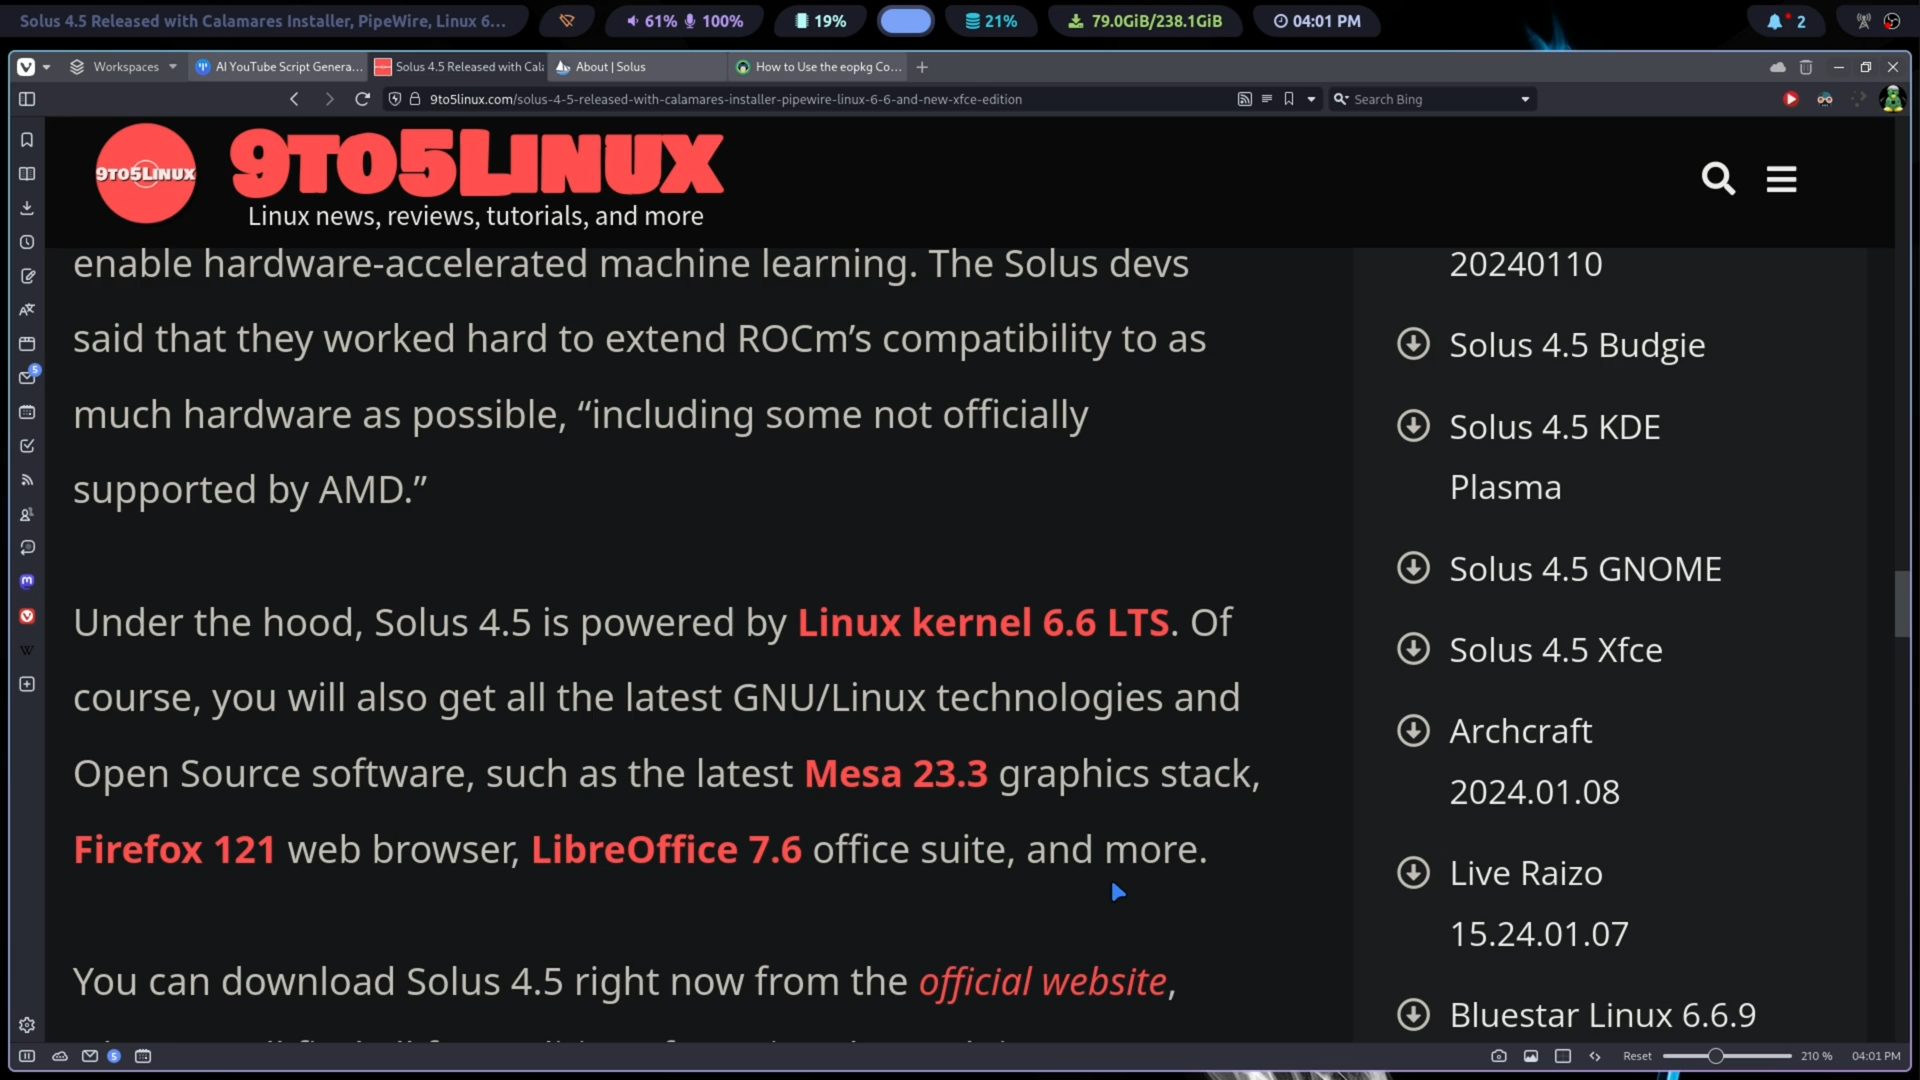 Solus 4.5 Released with Calamares Installer, PipeWire, Linux 6...
61% 100%
19%
21%
79.0GiB/238.1GiB
04:01 PM
2
Workspaces
AI YouTube Script Genera...
Solus 4.5 Released with Cal
About | Solus
How to Use the eopkg Co...
9to5linux.com/solus-4-5-released-with-calamares-installer-pipewire-linux-6-6-and-new-xfce-edition
Search Bing
9TO5LINUX
9TO5LINUX
Linux news, reviews, tutorials, and more
enable hardware-accelerated machine learning. The Solus devs
said that they worked hard to extend ROCm’s compatibility to as
much hardware as possible, “including some not officially
supported by AMD.”
Under the hood, Solus 4.5 is powered by Linux kernel 6.6 LTS. Of
course, you will also get all the latest GNU/Linux technologies and
Open Source software, such as the latest Mesa 23.3 graphics stack,
Firefox 121 web browser, LibreOffice 7.6 office suite, and more.
You can download Solus 4.5 right now from the official website,
20240110
Solus 4.5 Budgie
Solus 4.5 KDE
Plasma
Solus 4.5 GNOME
Solus 4.5 Xfce
Archcraft
2024.01.08
Live Raizo
15.24.01.07
Bluestar Linux 6.6.9
5
W
5
Reset
210 %
04:01 PM